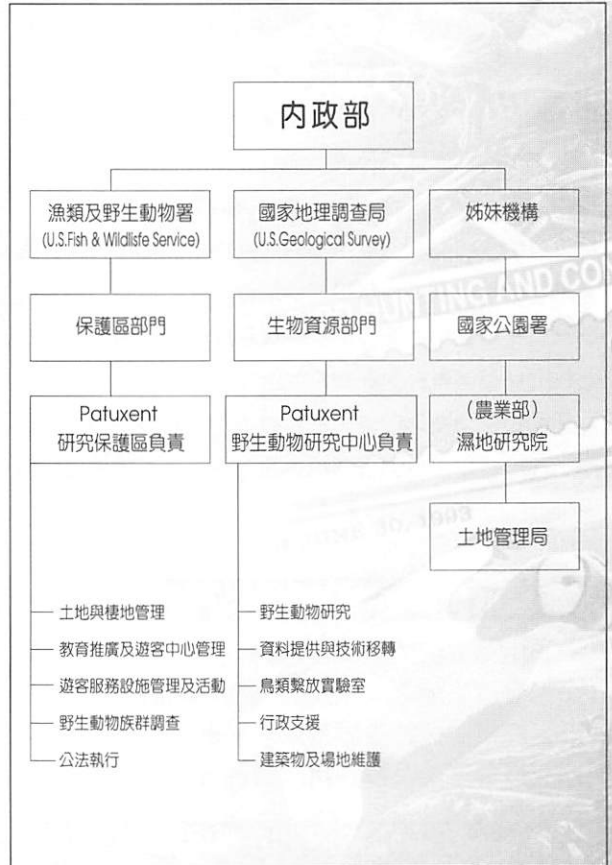 內政部
漁類及野生動物署
(U.S.Fish & Wildlisfe Service)
國家地理調查局
(U.S.Geological Survey)
姊妹機構
保護區部門
生物資源部門
國家公園署
Patuxent
研究保護區負責
Patuxent
野生動物研究中心負責
(農業部)
濕地研究院
土地管理局
土地與棲地管理
教育推廣及遊客中心管理
遊客服務設施管理及活動
野生動物族群調查
公法執行
野生動物研究
資料提供與技術移轉
鳥類繫放實驗室
行政支援
建築物及場地維護
HUNTING AND CON